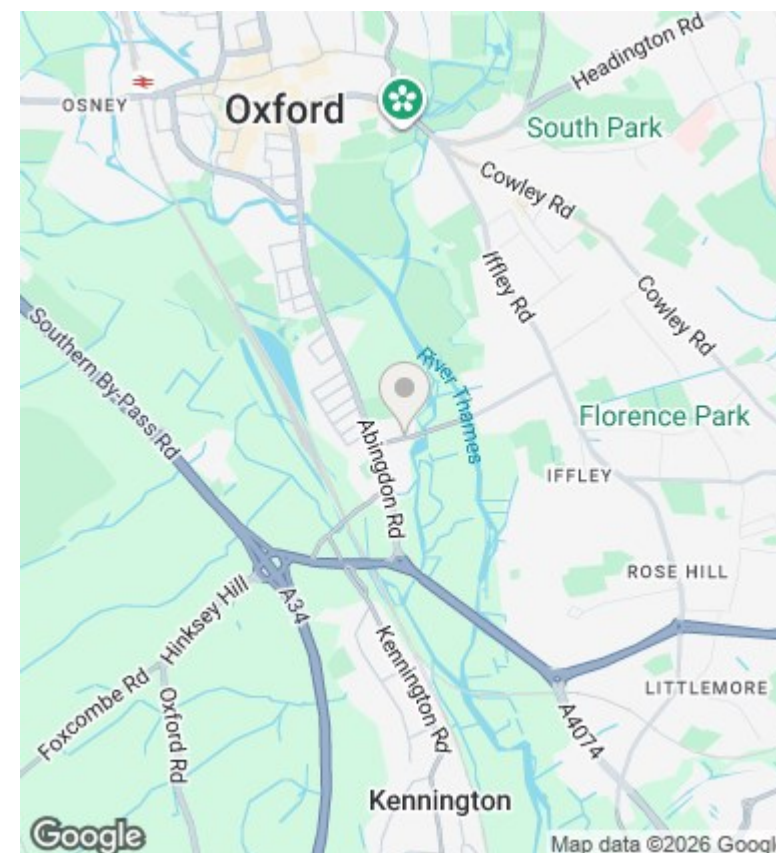 Headington Rd
OSNEY
Oxford
South Park
Cowley Rd
Iffley Rd
Cowley Rd
Southern By-Pass Rd
River Thames
Florence Park
Abingdon Rd
IFFLEY
ROSE HILL
Hinksey Hill
A34
Foxcombe Rd
Oxford Rd
Kennington Rd
LITTLEMORE
A4074
Kennington
Google
Map data ©2026 Googl